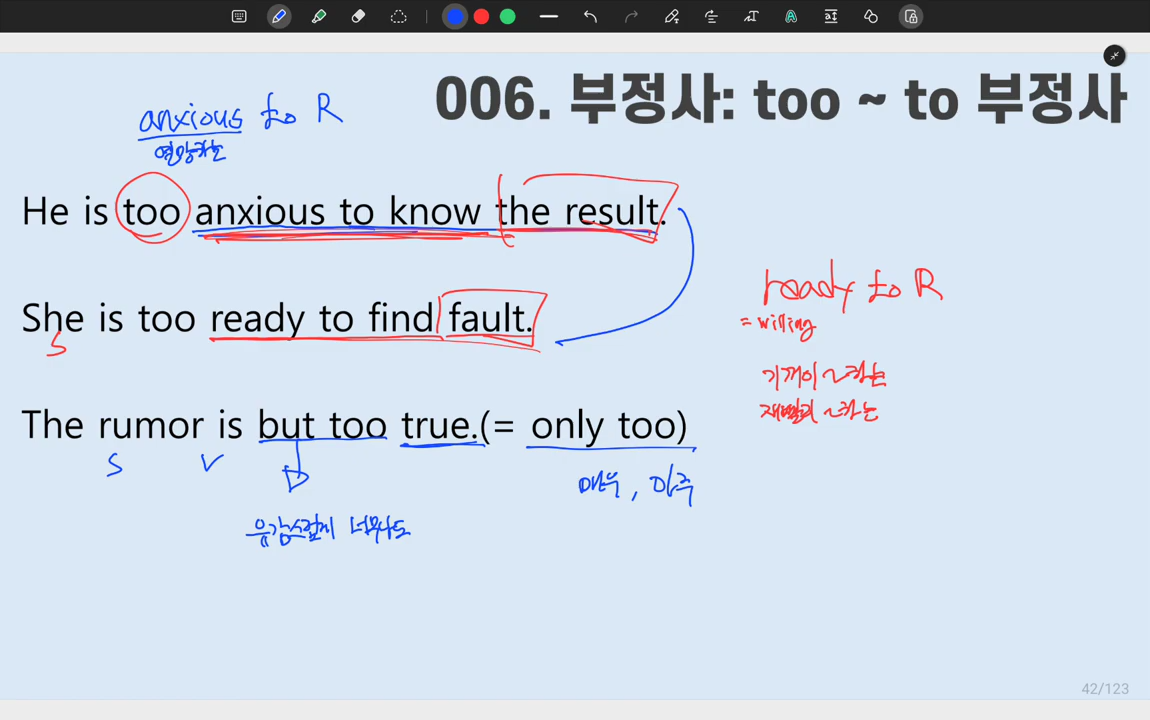 006. 부정사: too ~ to 부정사
anxious to R
열망하는
He is too anxious to know the result.
ready to R
= willing
She is too ready to find fault.
S
기꺼이 ~하는
재빨리 ~하는
The rumor is but too true.(= only too)
S V
매우, 아주
유감스럽게 너무나도
42/123